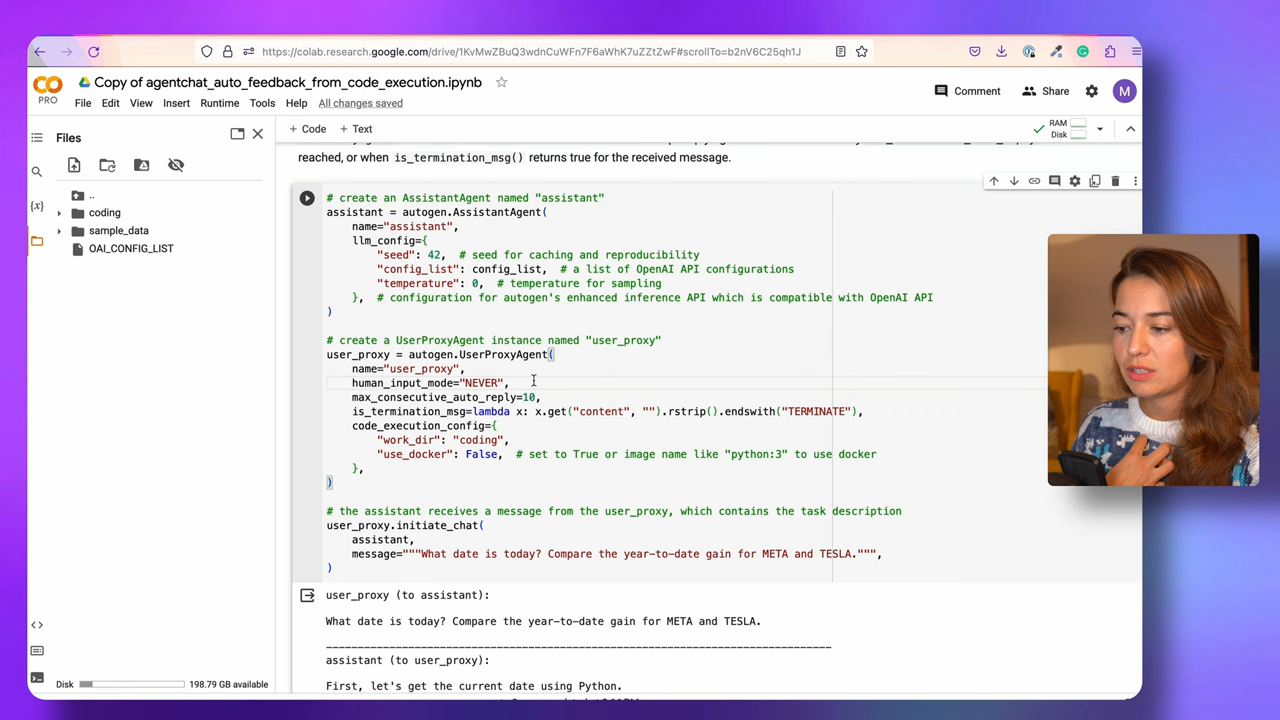 https://colab.research.google.com/drive/1KvMwZBuQ3wdnCuWFn7F6aWhK7uZZtZwF#scrollTo=b2nV6C25qh1J
CO
PRO
Copy of agentchat_auto_feedback_from_code_execution.ipynb
File Edit View Insert Runtime Tools Help All changes saved
Comment
Share
M
Files
+ Code + Text
RAM
Disk
reached, or when is_termination_msg() returns true for the received message.
..
coding
sample_data
OAI_CONFIG_LIST
{x}
# create an AssistantAgent named "assistant"
assistant = autogen.AssistantAgent(
name="assistant",
llm_config={
"seed": 42, # seed for caching and reproducibility
"config_list": config_list, # a list of OpenAI API configurations
"temperature": 0, # temperature for sampling
}, # configuration for autogen's enhanced inference API which is compatible with OpenAI API
)
# create a UserProxyAgent instance named "user_proxy"
user_proxy = autogen.UserProxyAgent(
name="user_proxy",
human_input_mode="NEVER",
max_consecutive_auto_reply=10,
is_termination_msg=lambda x: x.get("content", "").rstrip().endswith("TERMINATE"),
code_execution_config={
"work_dir": "coding",
"use_docker": False, # set to True or image name like "python:3" to use docker
},
)
# the assistant receives a message from the user_proxy, which contains the task description
user_proxy.initiate_chat(
assistant,
message="""What date is today? Compare the year-to-date gain for META and TESLA.""",
)
user_proxy (to assistant):
What date is today? Compare the year-to-date gain for META and TESLA.
--------------------------------------------------------------------------------
assistant (to user_proxy):
First, let's get the current date using Python.
Disk
198.79 GB available